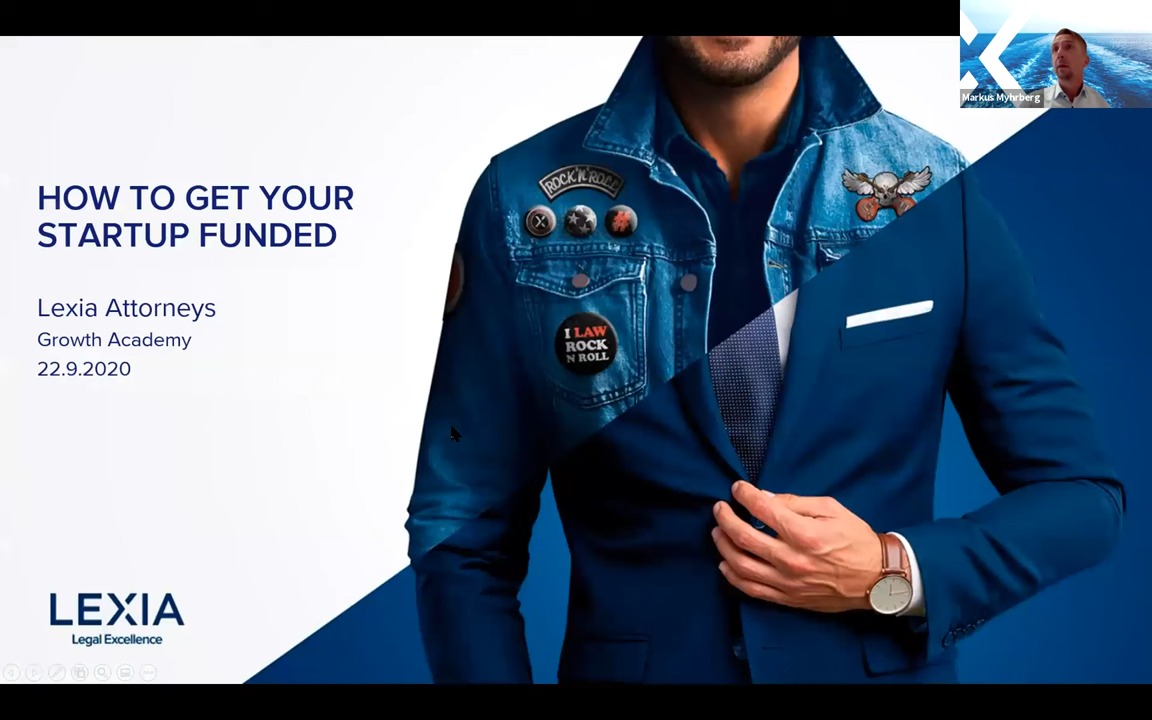 Markus Myhrberg
HOW TO GET YOUR
STARTUP FUNDED
Lexia Attorneys
Growth Academy
22.9.2020
ROCK'N'ROLL
I LAW
ROCK
N ROLL
LEXIA
Legal Excellence